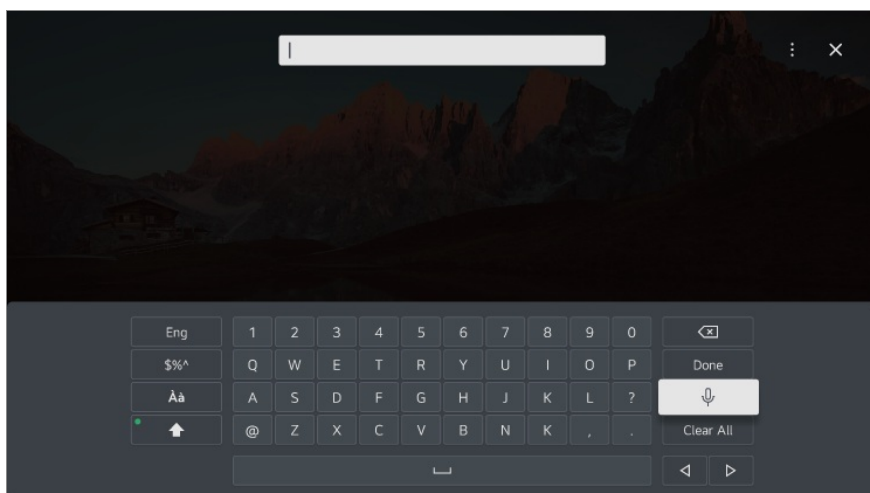 Eng 1 2 3 4 5 6 7 8 9 0
$%^ Q W E T R Y U I O P Done
Àà A S D F G H J K L ?
@ Z X C V B N K , . Clear All